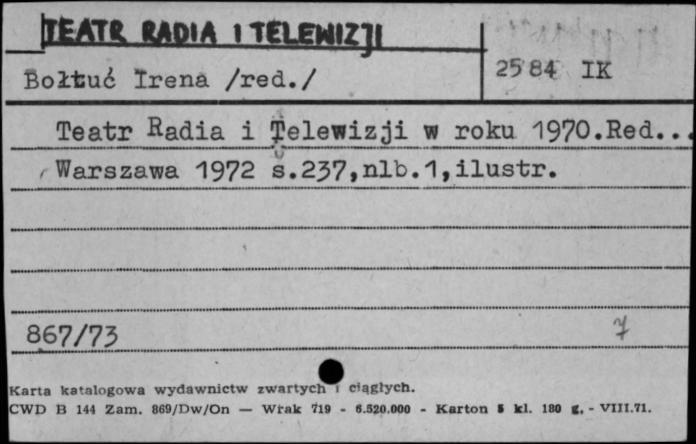 TEATR RADIA I TELEWIZJI
Bołtuć Irena /red./
2584 IK
Teatr Radia i Telewizji w roku 1970.Red...
Warszawa 1972 s.237,nlb.1,ilustr.
867/73
7
Karta katalogowa wydawnictw zwartych i ciągłych.
CWD B 144 Zam. 869/Dw/On — Wrak 719 - 6.520.000 - Karton 5 kl. 180 g. - VIII.71.